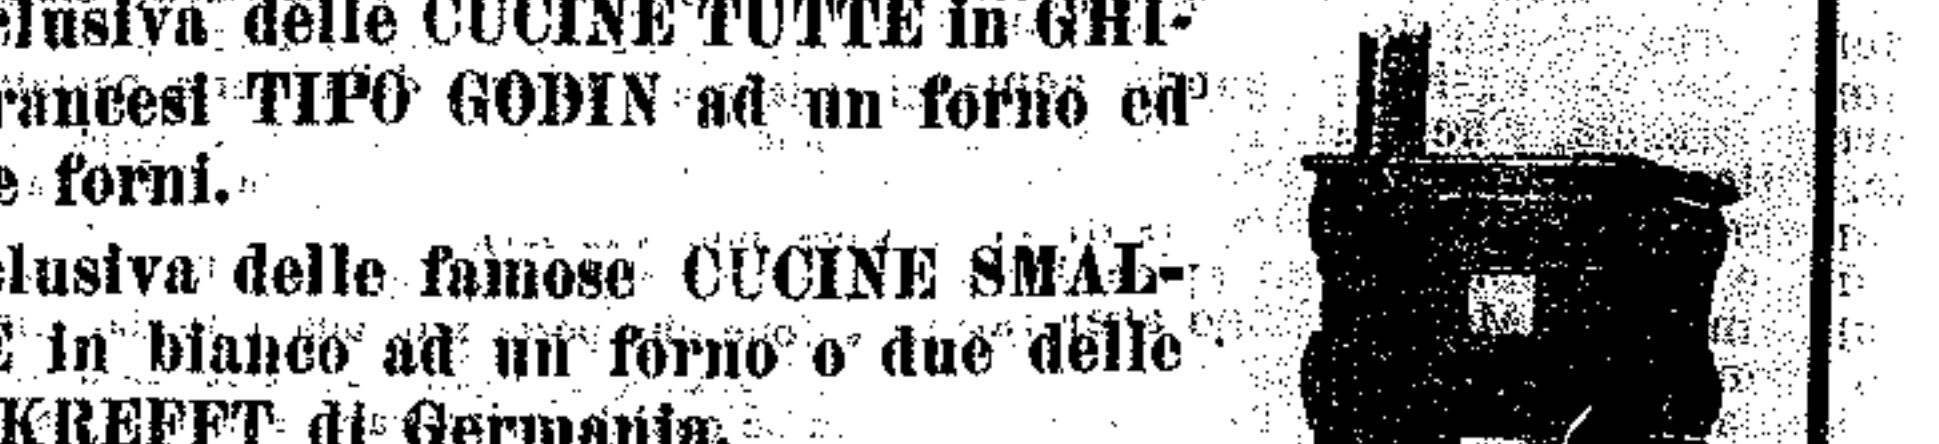 clusiva delle CUCINE TUTTE in GHI-
rancesi TIPO GODIN ad un forno ed
e forni.
clusiva delle famose CUCINE SMAL-
E in bianco ad un forno o due delle
KREFFT di Germania.